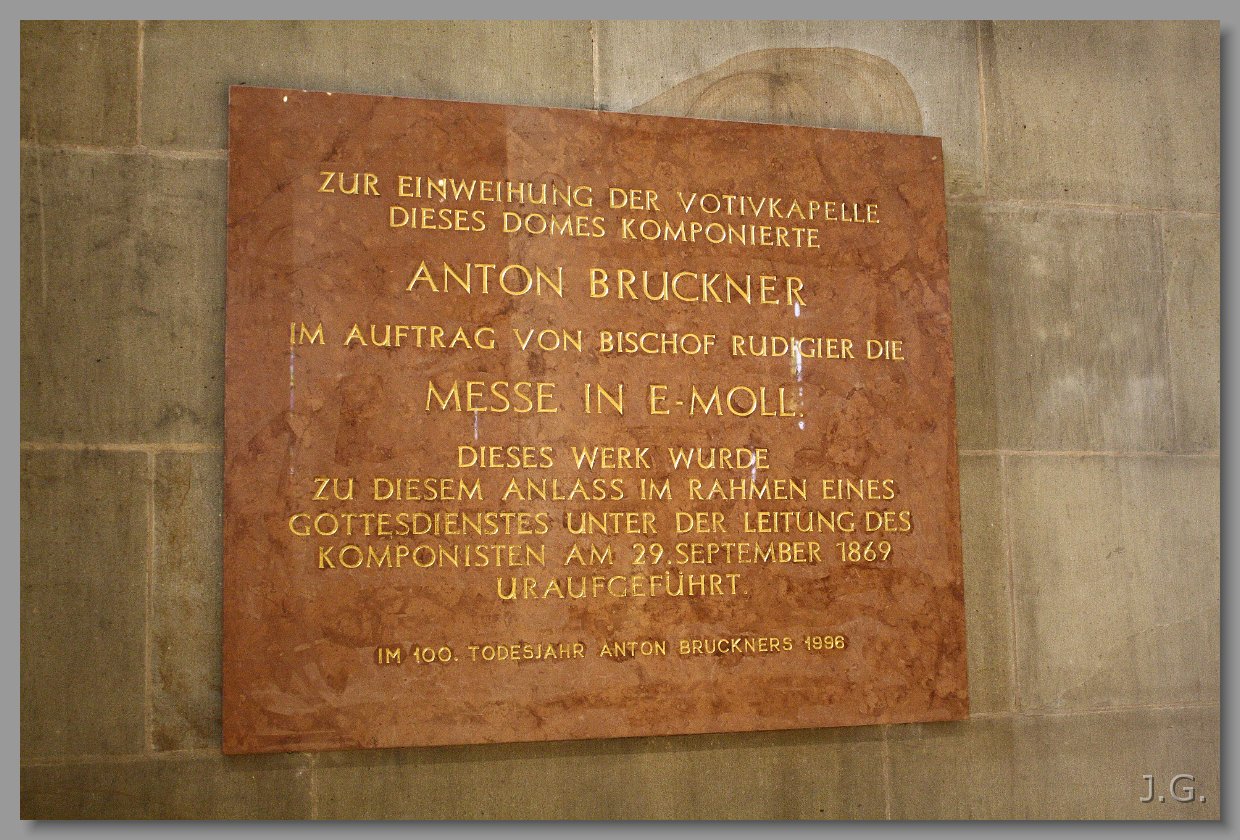 ZUR EINWEIHUNG DER VOTIVKAPELLE
DIESES DOMES KOMPONIERTE
ANTON BRUCKNER
IM AUFTRAG VON BISCHOF RUDIGIER DIE
MESSE IN E-MOLL.
DIESES WERK WURDE
ZU DIESEM ANLASS IM RAHMEN EINES
GOTTESDIENSTES UNTER DER LEITUNG DES
KOMPONISTEN AM 29. SEPTEMBER 1869
URAUFGEFÜHRT.
IM 100. TODESJAHR ANTON BRUCKNERS 1996
J.G.